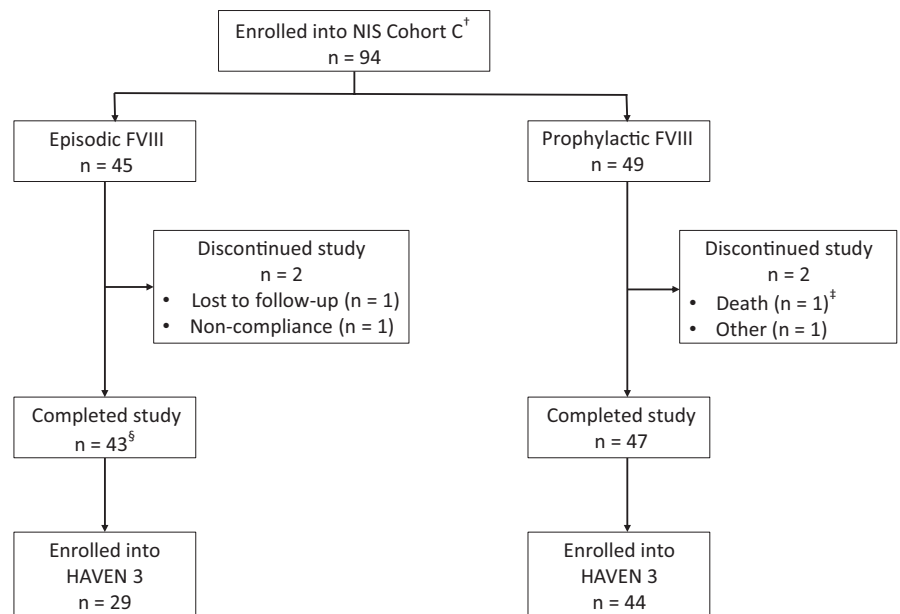 Enrolled into NIS Cohort C†
n = 94
Episodic FVIII
n = 45
Prophylactic FVIII
n = 49
Discontinued study
n = 2
• Lost to follow-up (n = 1)
• Non-compliance (n = 1)
Discontinued study
n = 2
• Death (n = 1)‡
• Other (n = 1)
Completed study
n = 43§
Completed study
n = 47
Enrolled into
HAVEN 3
n = 29
Enrolled into
HAVEN 3
n = 44